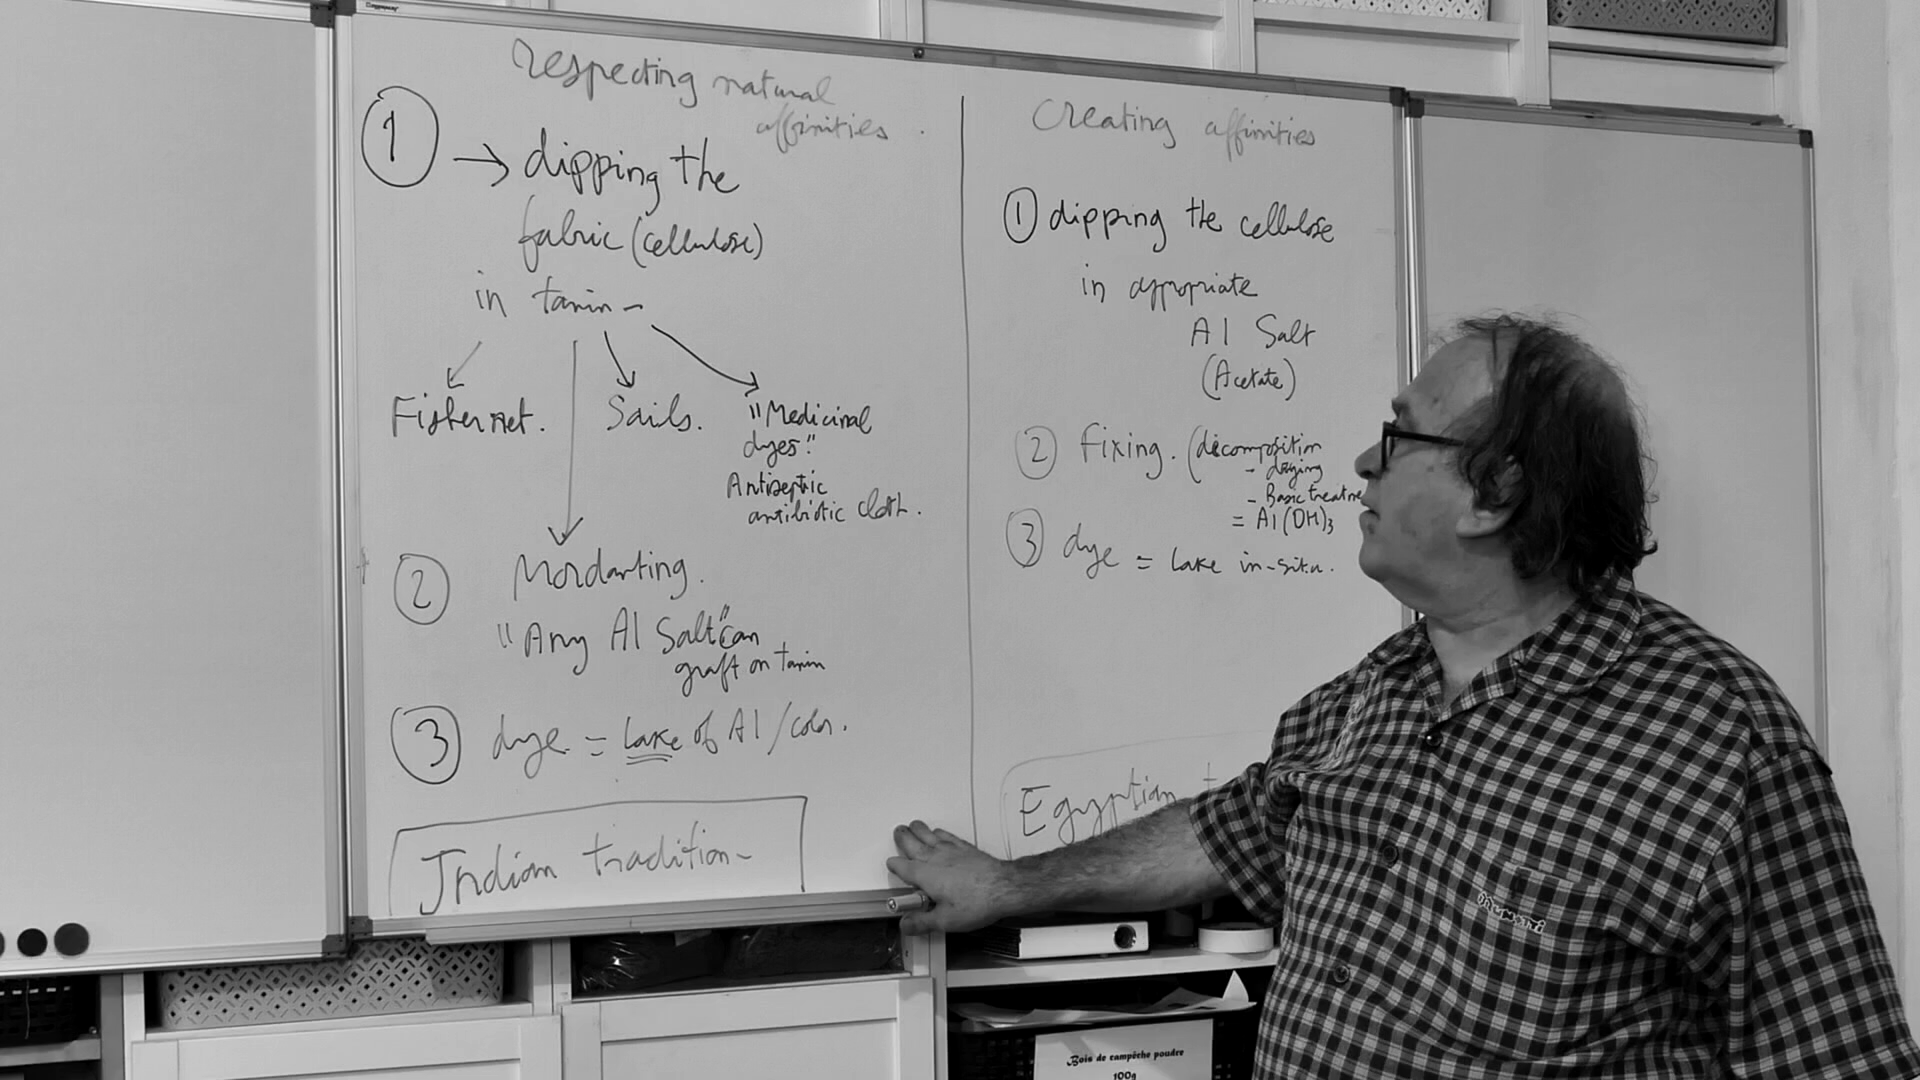 respecting natural
affinities
1 → dipping the
fabric (cellulose)
in tanin –
Fishernet.
Sails.
"Medicinal
dyes."
Antiseptic
antibiotic cloth.
2 Mordanting.
"Any Al Salt" can
graft on tanin
3 dye = lake of Al / color.
Indian tradition –
Creating affinities
1 dipping the cellulose
in appropriate
Al Salt
(Acetate)
2 Fixing. (decomposition
- drying
- Basic
= Al(OH)3
3 dye = lake in-situ.
Egyptian
Bois de campêche poudre
100g